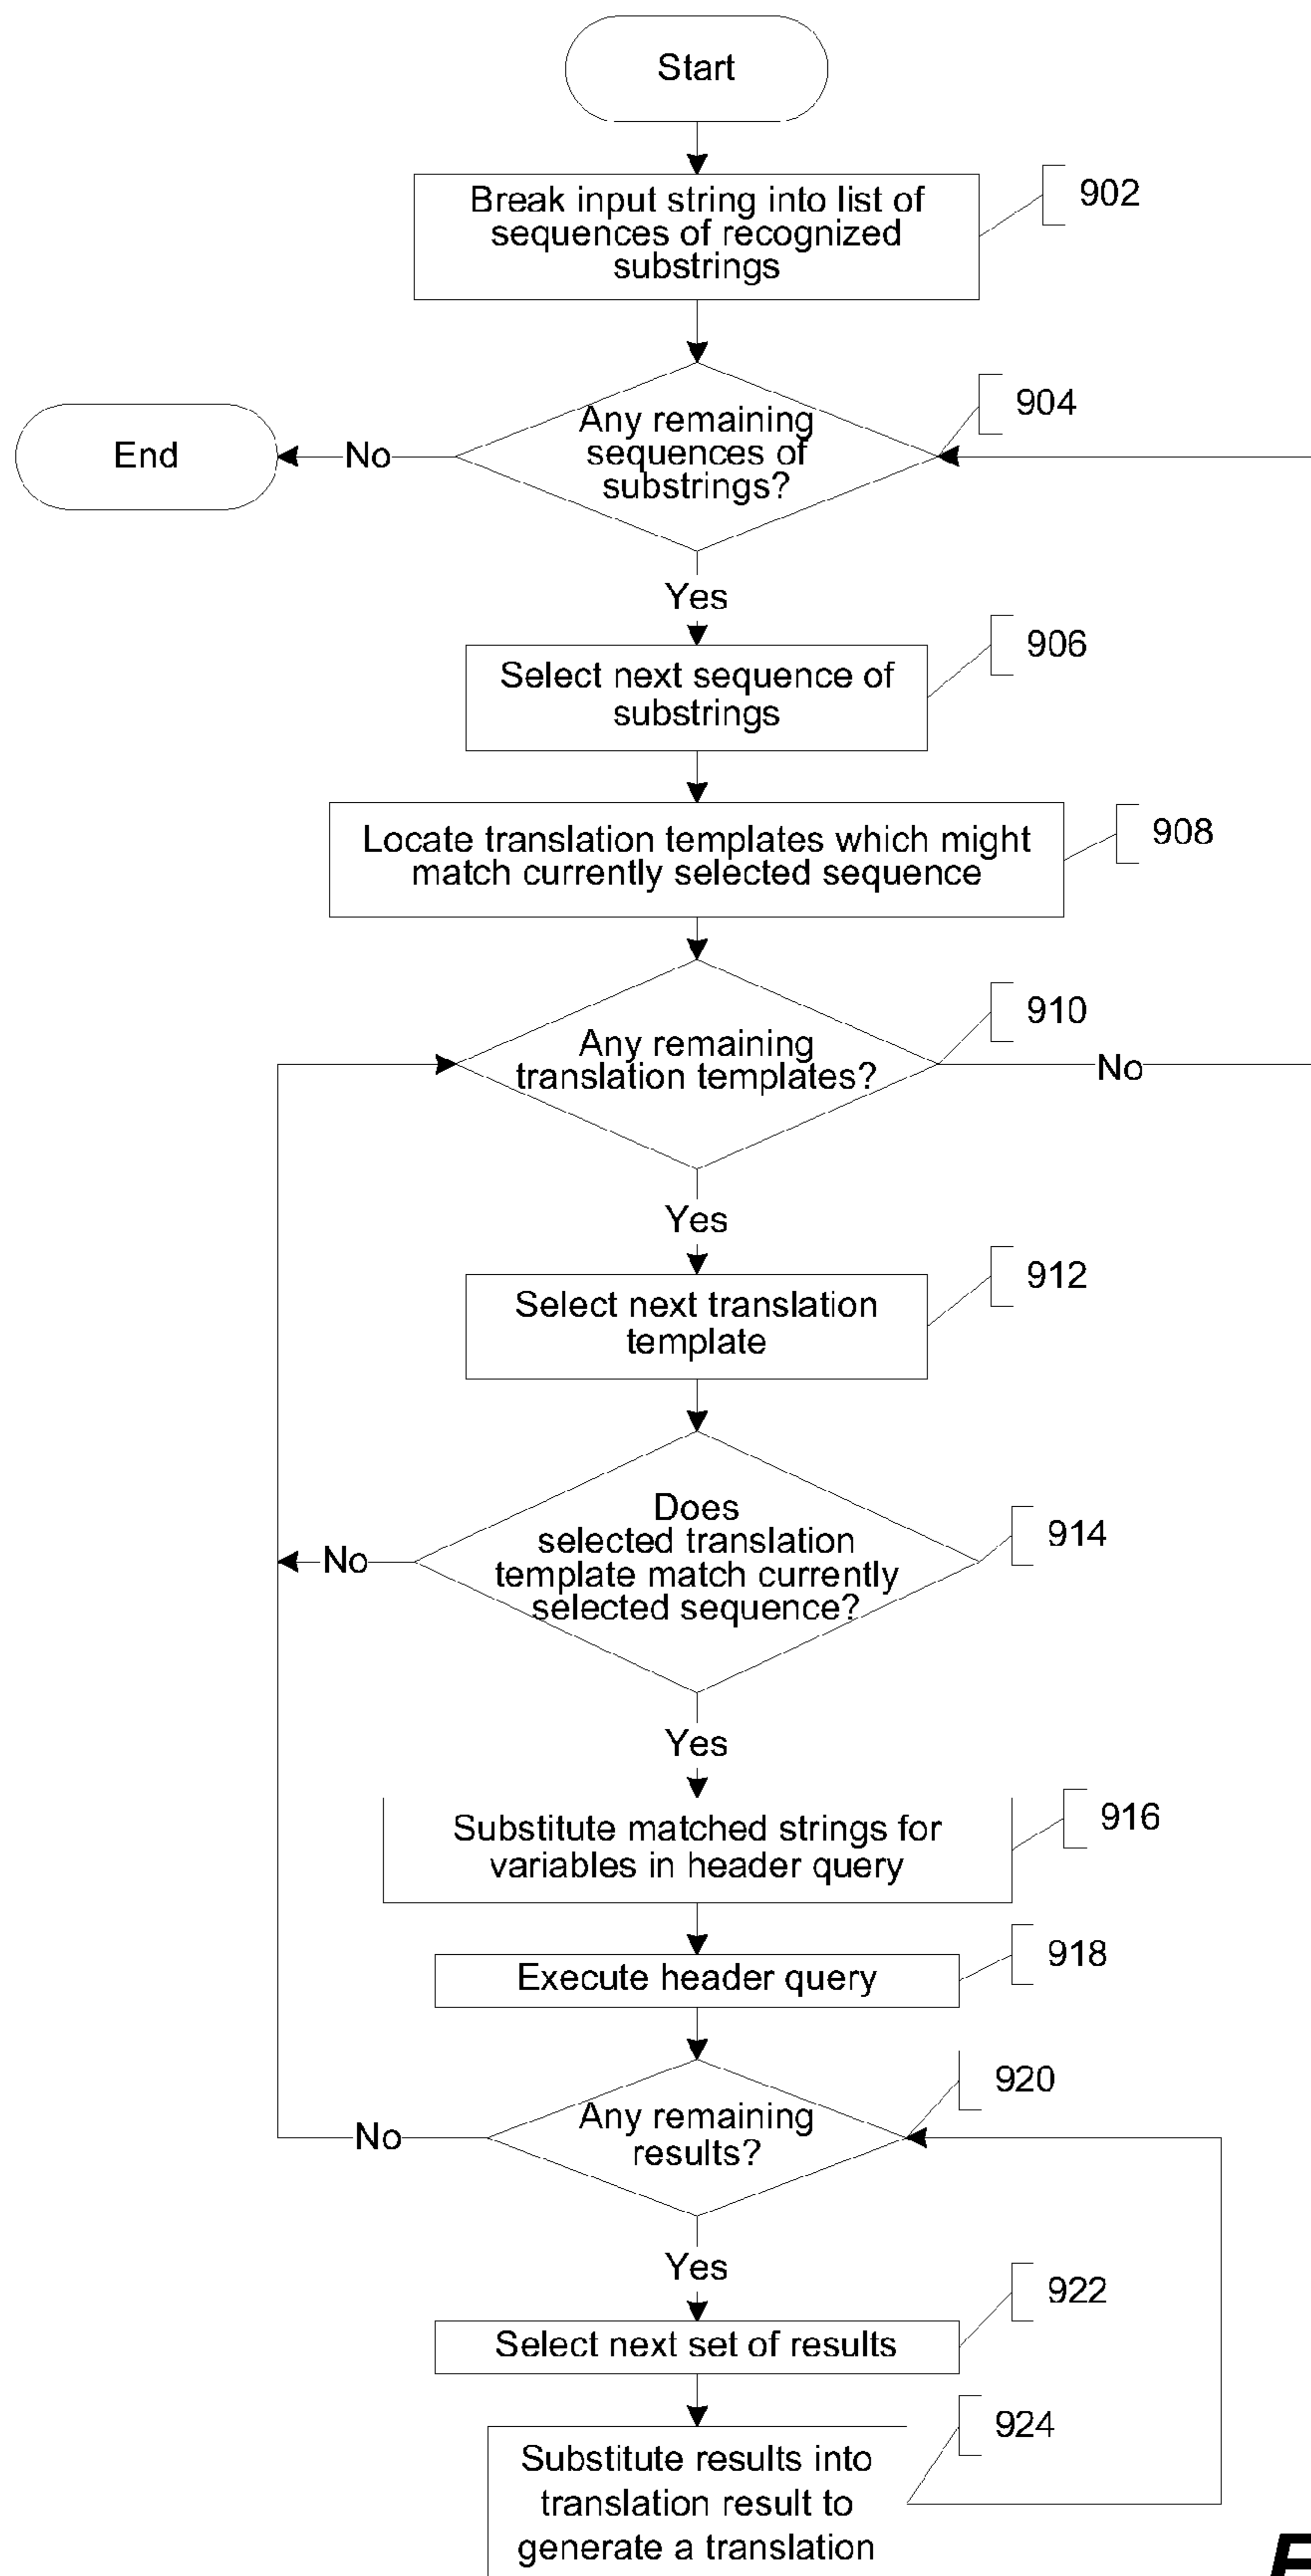 Start
Break input string into list of
sequences of recognized
substrings
902
Any remaining
sequences of
substrings?
904
No
End
Yes
Select next sequence of
substrings
906
Locate translation templates which might
match currently selected sequence
908
Any remaining
translation templates?
910
No
Yes
Select next translation
template
912
Does
selected translation
template match currently
selected sequence?
914
No
Yes
Substitute matched strings for
variables in header query
916
Execute header query
918
Any remaining
results?
920
No
Yes
Select next set of results
922
Substitute results into
translation result to
generate a translation
924